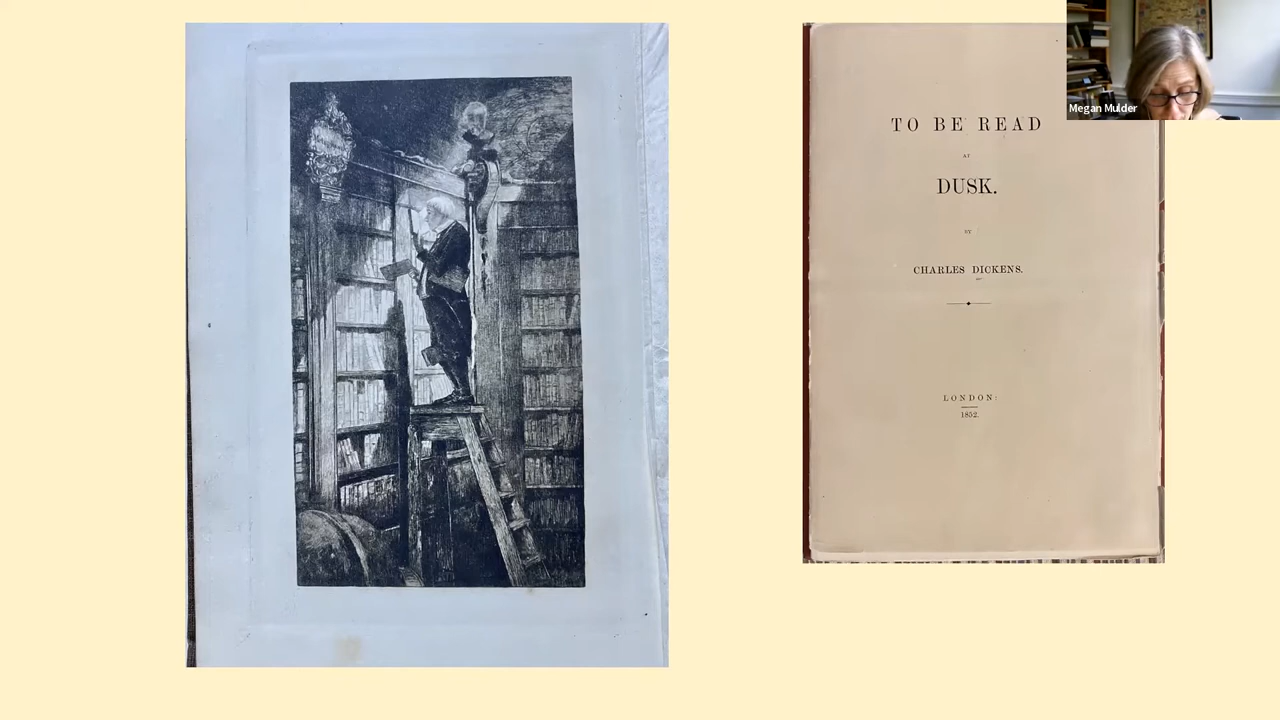 TO BE READ
AT
DUSK.
BY
CHARLES DICKENS.
LONDON:
1852.
Megan Mulder